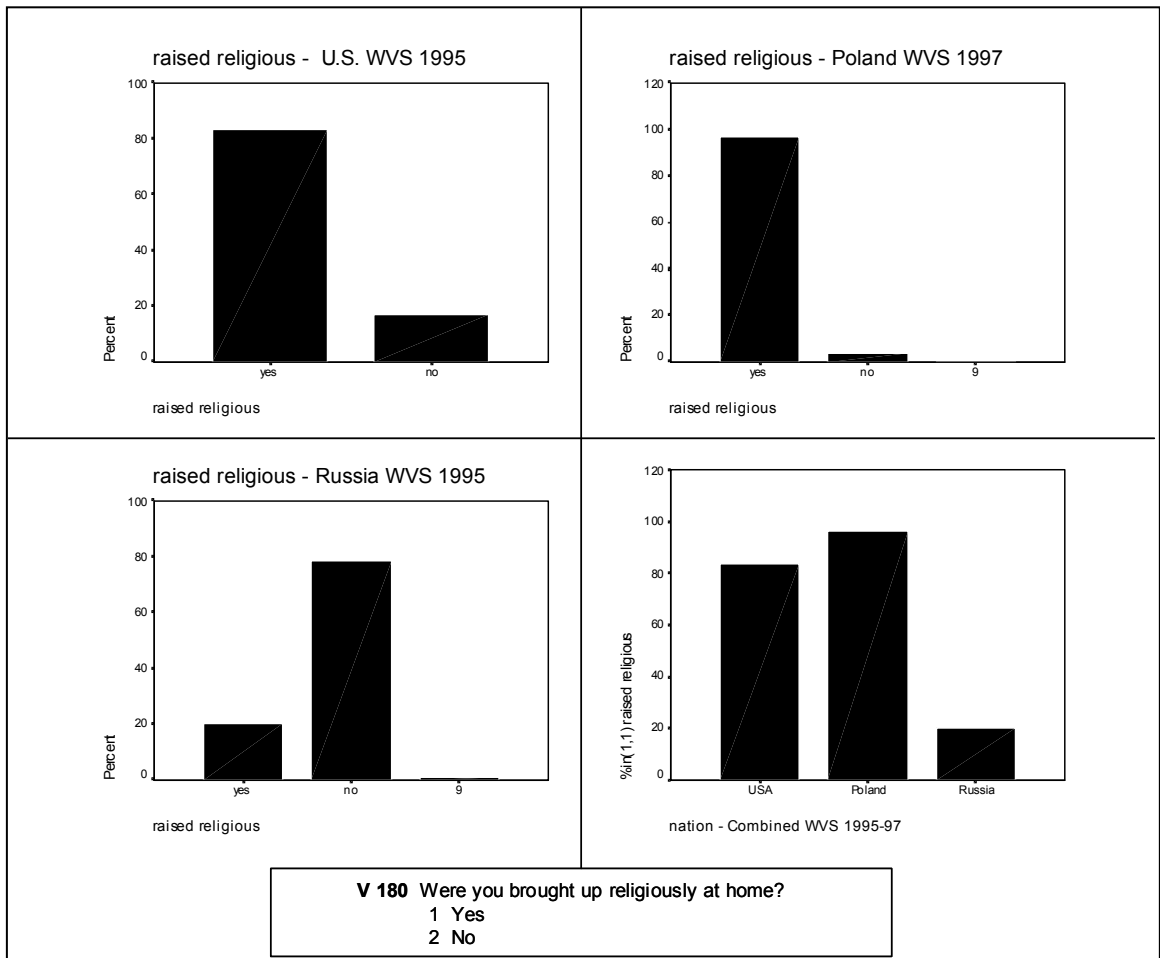 raised religious - U.S. WVS 1995
100
80
60
40
20
0
Percent
yes no
raised religious
raised religious - Poland WVS 1997
120
100
80
60
40
20
0
Percent
yes no 9
raised religious
raised religious - Russia WVS 1995
100
80
60
40
20
0
Percent
yes no 9
raised religious
120
100
80
60
40
20
0
%in(1,1) raised religious
USA Poland Russia
nation - Combined WVS 1995-97
V 180 Were you brought up religiously at home?
1 Yes
2 No